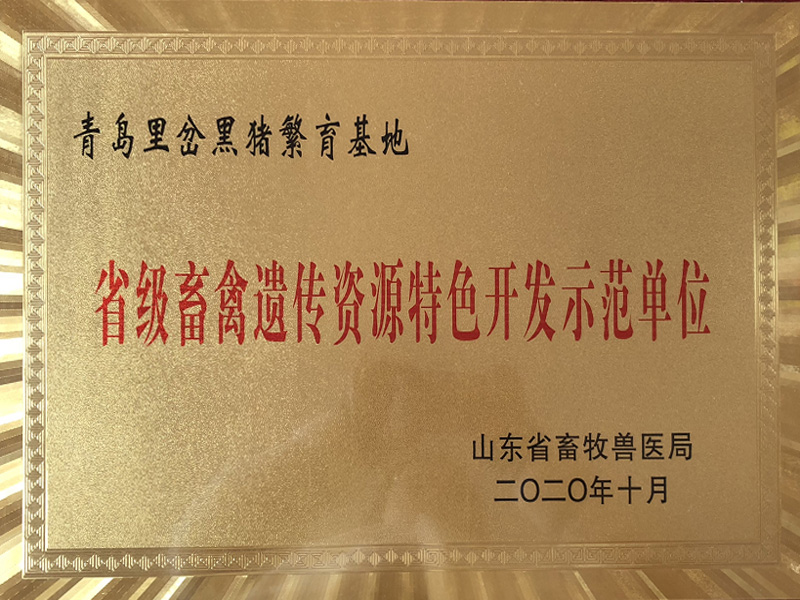 青岛里岔黑猪繁育基地
省级畜禽遗传资源特色开发示范单位
山东省畜牧兽医局
二〇二〇年十月